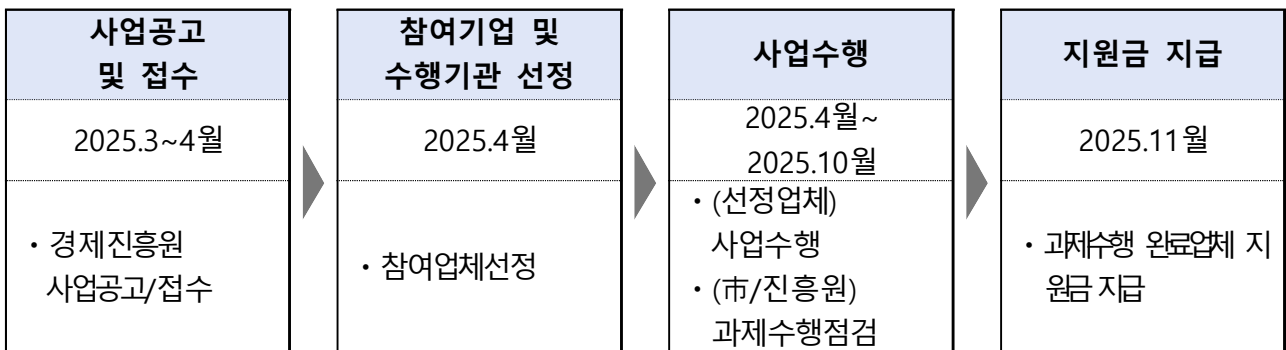 사업공고
및 접수
2025.3~4월
・경제진흥원
사업공고/접수
참여기업 및
수행기관 선정
2025.4월
・참여업체선정
사업수행
2025.4월~
2025.10월
・(선정업체)
사업수행
・(市/진흥원)
과제수행점검
지원금 지급
2025.11월
・과제수행 완료업체 지
원금 지급